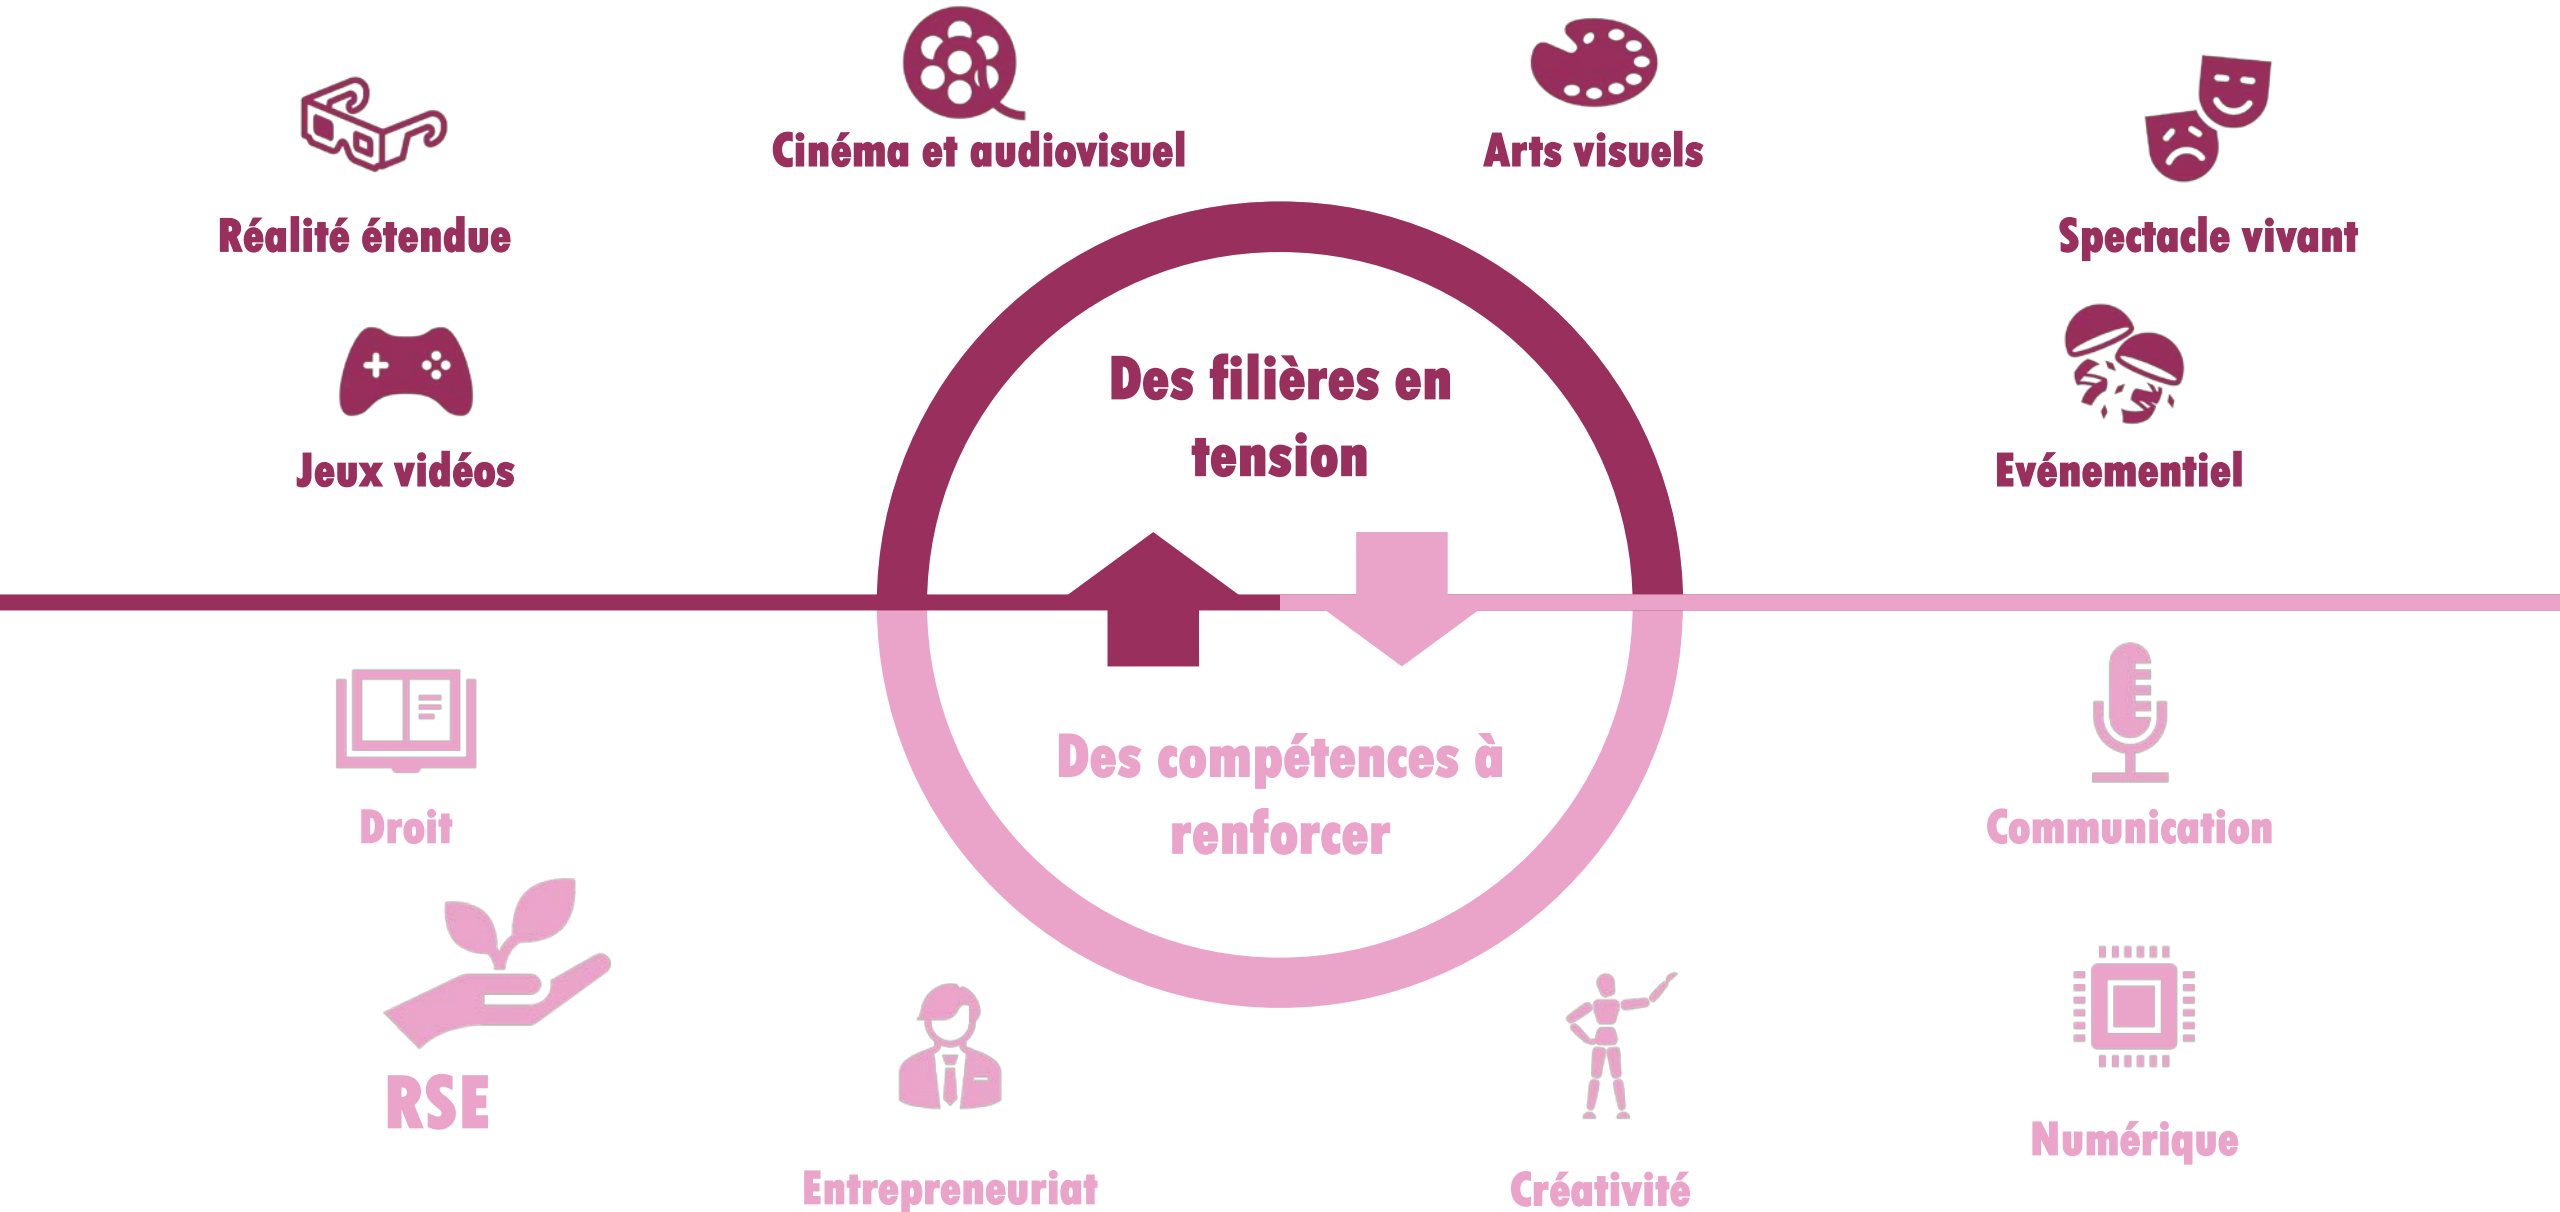 Cinéma et audiovisuel
Arts visuels
Réalité étendue
Spectacle vivant
Jeux vidéos
Evénementiel
Des filières en
tension
Des compétences à
renforcer
Droit
Communication
RSE
Numérique
Entrepreneuriat
Créativité